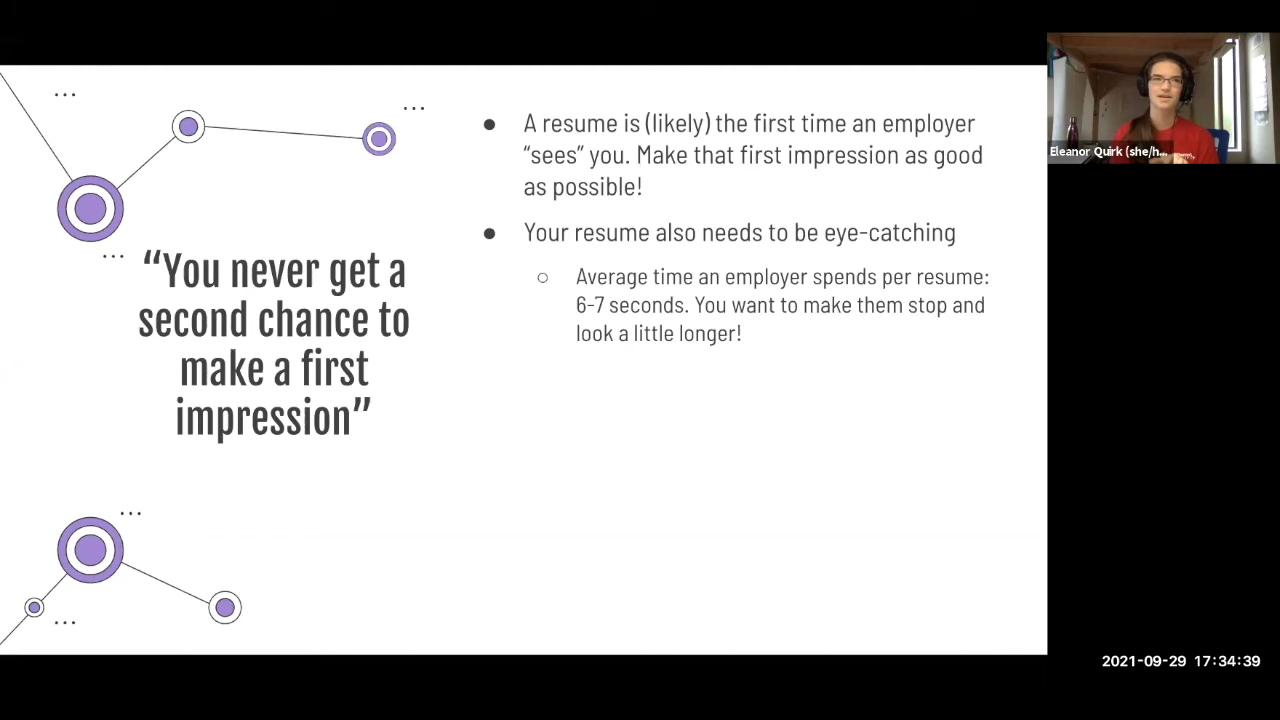 “You never get a
second chance to
make a first
impression”
● A resume is (likely) the first time an employer
“sees” you. Make that first impression as good
as possible!
● Your resume also needs to be eye-catching
○ Average time an employer spends per resume:
6-7 seconds. You want to make them stop and
look a little longer!
Eleanor Quirk (she/h...
2021-09-29 17:34:39